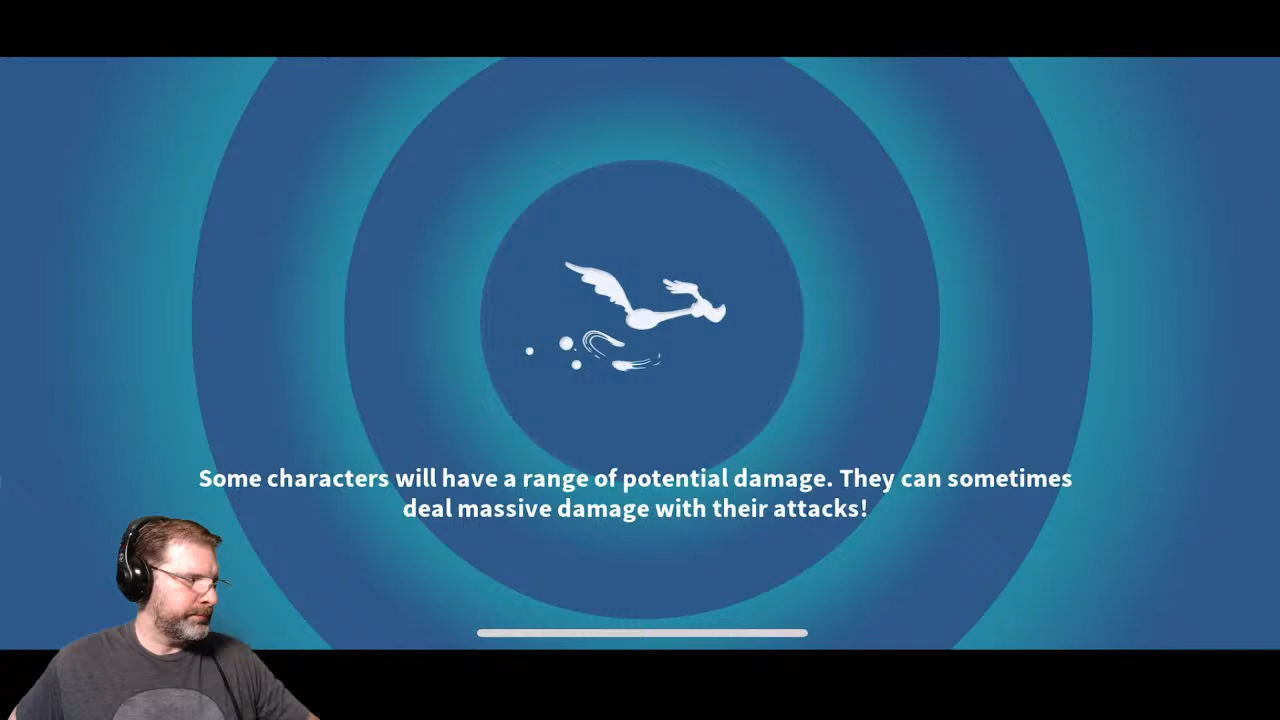 Some characters will have a range of potential damage. They can sometimes
deal massive damage with their attacks!